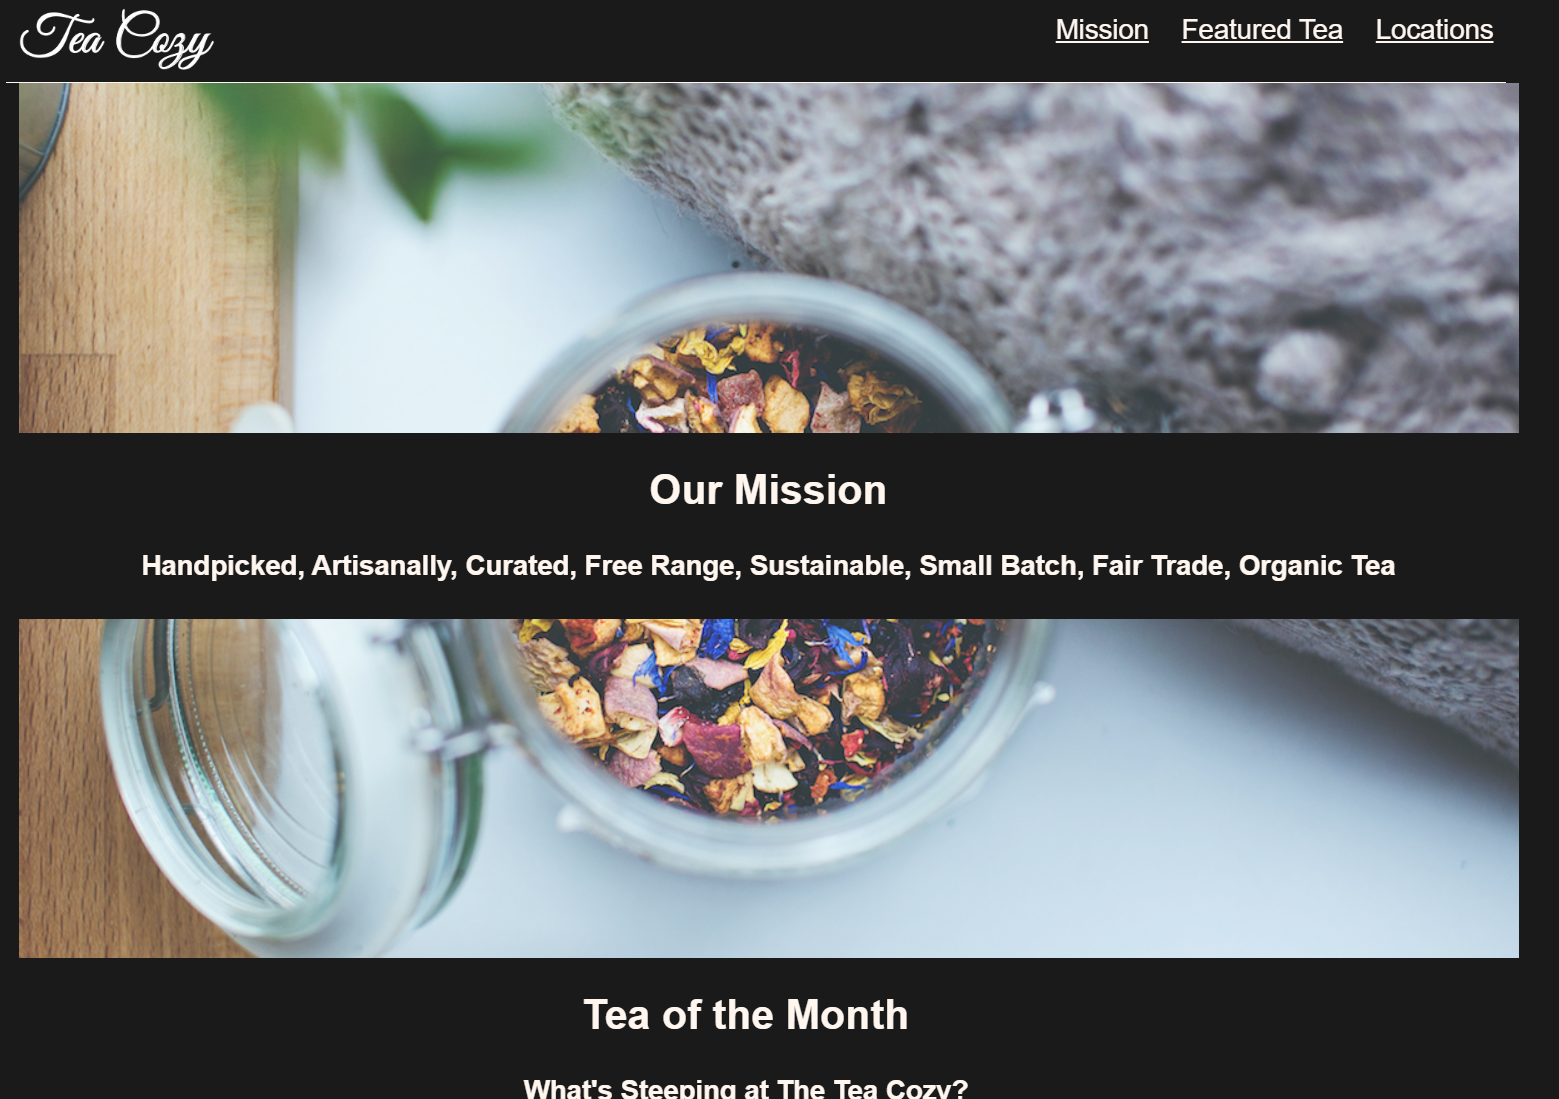 Tea Cozy
Mission Featured Tea Locations
Our Mission
Handpicked, Artisanally, Curated, Free Range, Sustainable, Small Batch, Fair Trade, Organic Tea
Tea of the Month
What's Steeping at The Tea Cozy?